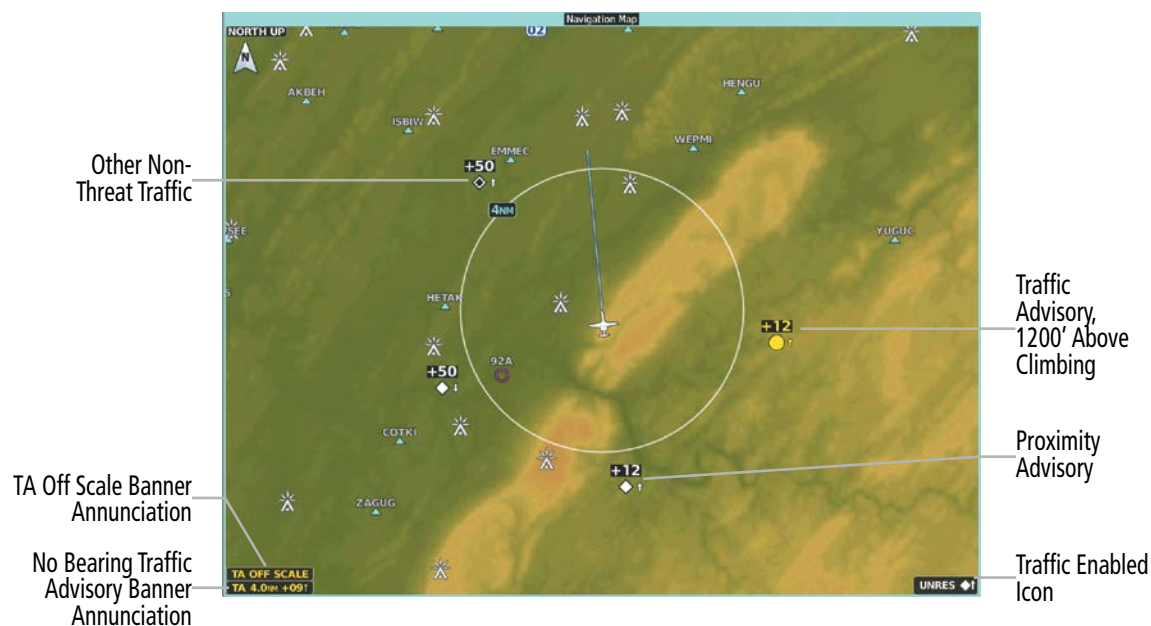 Navigation Map
NORTH UP
N
02
HENGU
AKBEH
ISBIW
WEPMI
EMMEC
+50
4NM
SEE
YUGUC
S
HETAK
+12
92A
+50
COTKI
+12
ZAGUG
TA OFF SCALE
TA 4.0NM +09↑
UNRES
Other Non-
Threat Traffic
Traffic
Advisory,
1200’ Above
Climbing
Proximity
Advisory
TA Off Scale Banner
Annunciation
No Bearing Traffic
Advisory Banner
Annunciation
Traffic Enabled
Icon